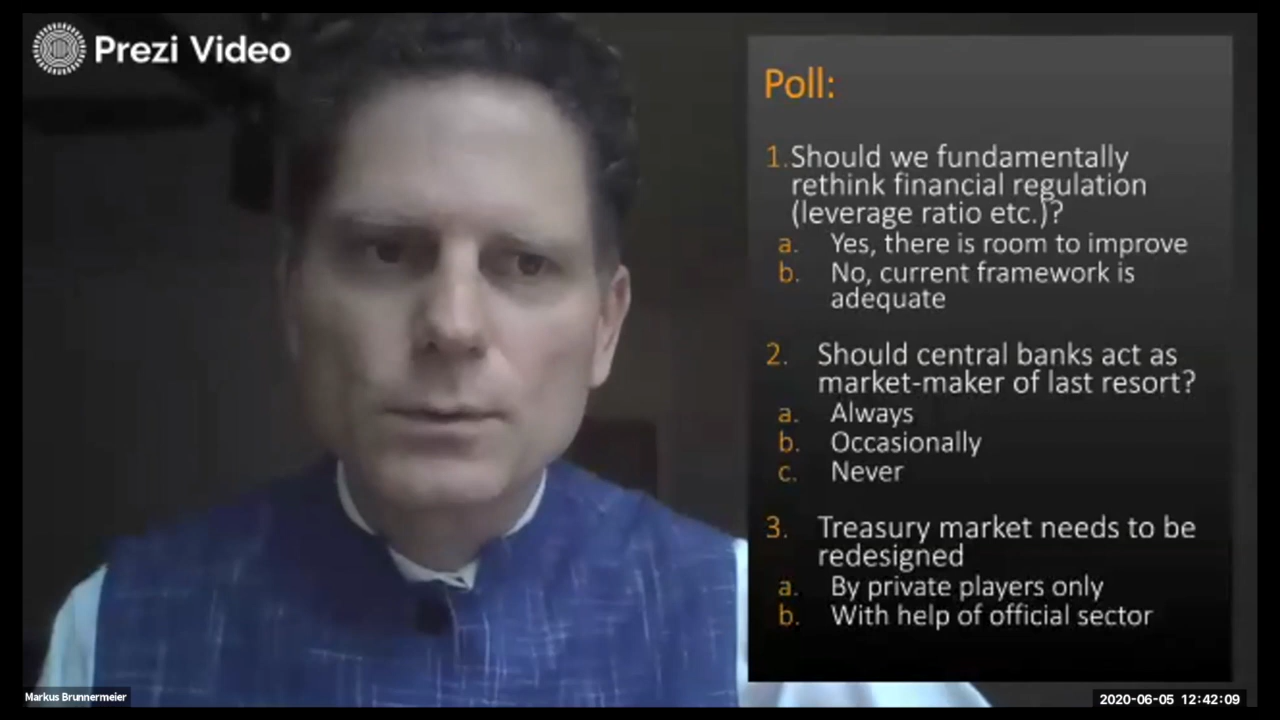 Prezi Video
Poll:
1. Should we fundamentally
rethink financial regulation
(leverage ratio etc.)?
a. Yes, there is room to improve
b. No, current framework is
adequate
2. Should central banks act as
market-maker of last resort?
a. Always
b. Occasionally
c. Never
3. Treasury market needs to be
redesigned
a. By private players only
b. With help of official sector
Markus Brunnermeier
2020-06-05 12:42:09